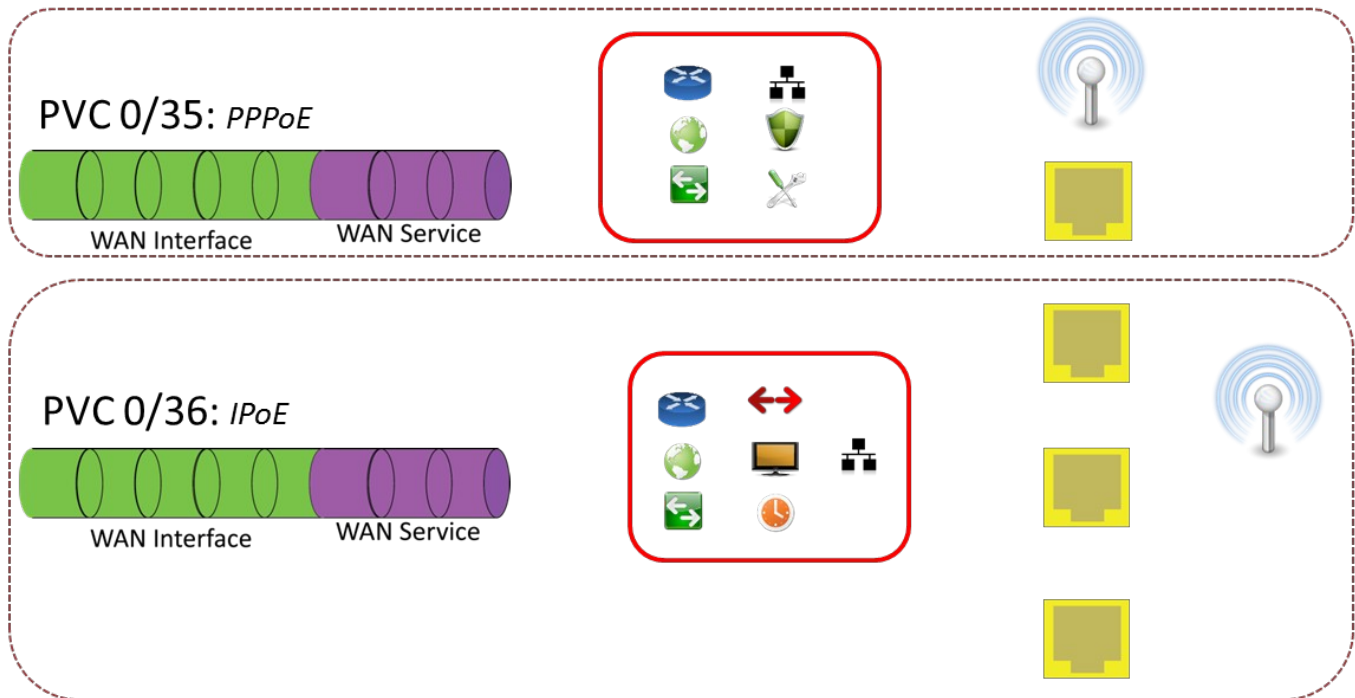 PVC 0/35: PPPoE
WAN Interface
WAN Service
PVC 0/36: IPoE
WAN Interface
WAN Service